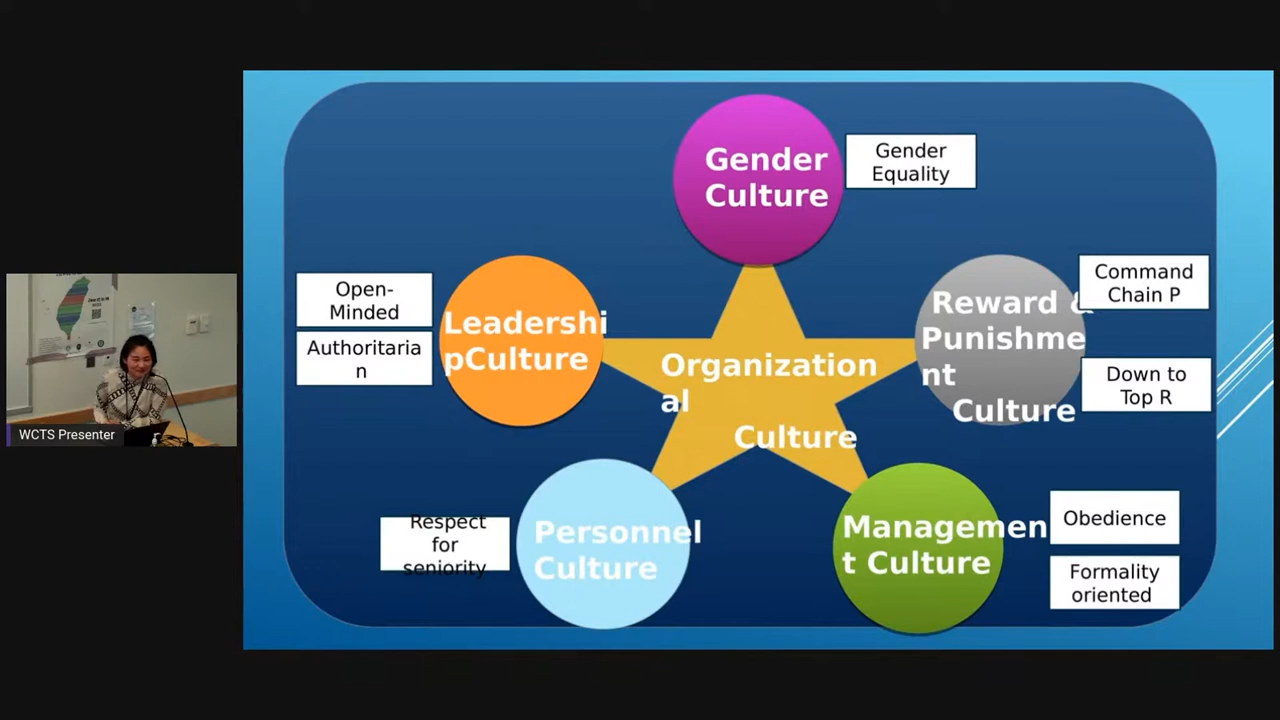 Gender
Culture
Gender
Equality
Open-
Minded
Authoritaria
n
Leadershi
pCulture
Reward &
Punishme
nt
Culture
Command
Chain P
Down to
Top R
Organization
al
Culture
Respect
for
seniority
Personnel
Culture
Managemen
t Culture
Obedience
Formality
oriented
WCTS Presenter